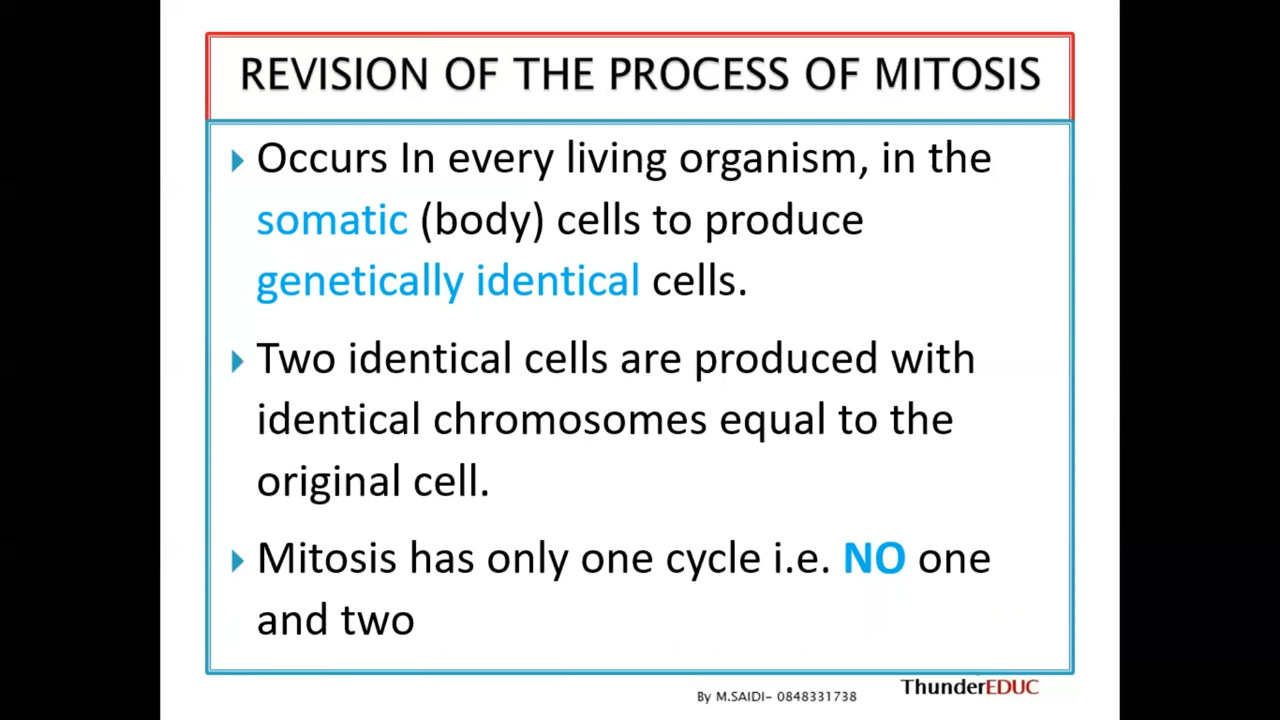 REVISION OF THE PROCESS OF MITOSIS
Occurs In every living organism, in the
somatic (body) cells to produce
genetically identical cells.
Two identical cells are produced with
identical chromosomes equal to the
original cell.
Mitosis has only one cycle i.e. NO one
and two
By M.SAIDI- 0848331738
ThunderEDUC